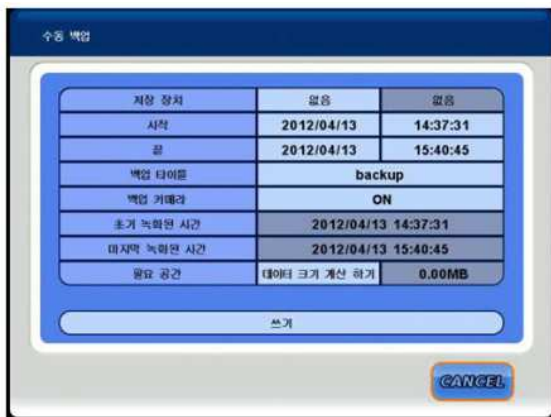 수동 백업
저장 장치 없음 없음
시작 2012/04/13 14:37:31
끝 2012/04/13 15:40:45
백업 타이틀 backup
백업 카메라 ON
초기 녹화된 시간 2012/04/13 14:37:31
마지막 녹화된 시간 2012/04/13 15:40:45
필요 공간 데이터 크기 계산 하기 0.00MB
쓰기
CANCEL